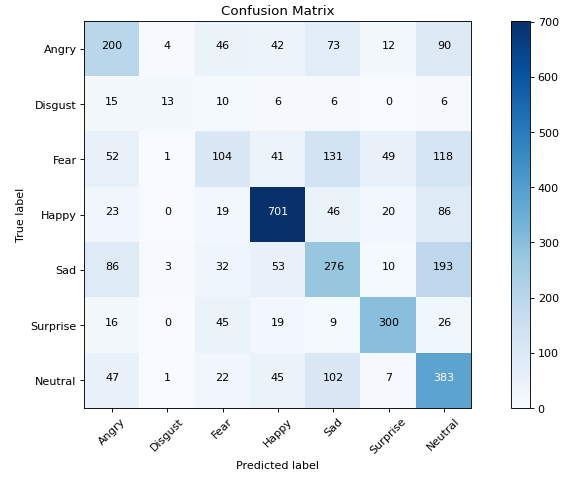 Confusion Matrix
True label
Angry 200 4 46 42 73 12 90
Disgust 15 13 10 6 6 0 6
Fear 52 1 104 41 131 49 118
Happy 23 0 19 701 46 20 86
Sad 86 3 32 53 276 10 193
Surprise 16 0 45 19 9 300 26
Neutral 47 1 22 45 102 7 383
Angry Disgust Fear Happy Sad Surprise Neutral
Predicted label
700
600
500
400
300
200
100
0